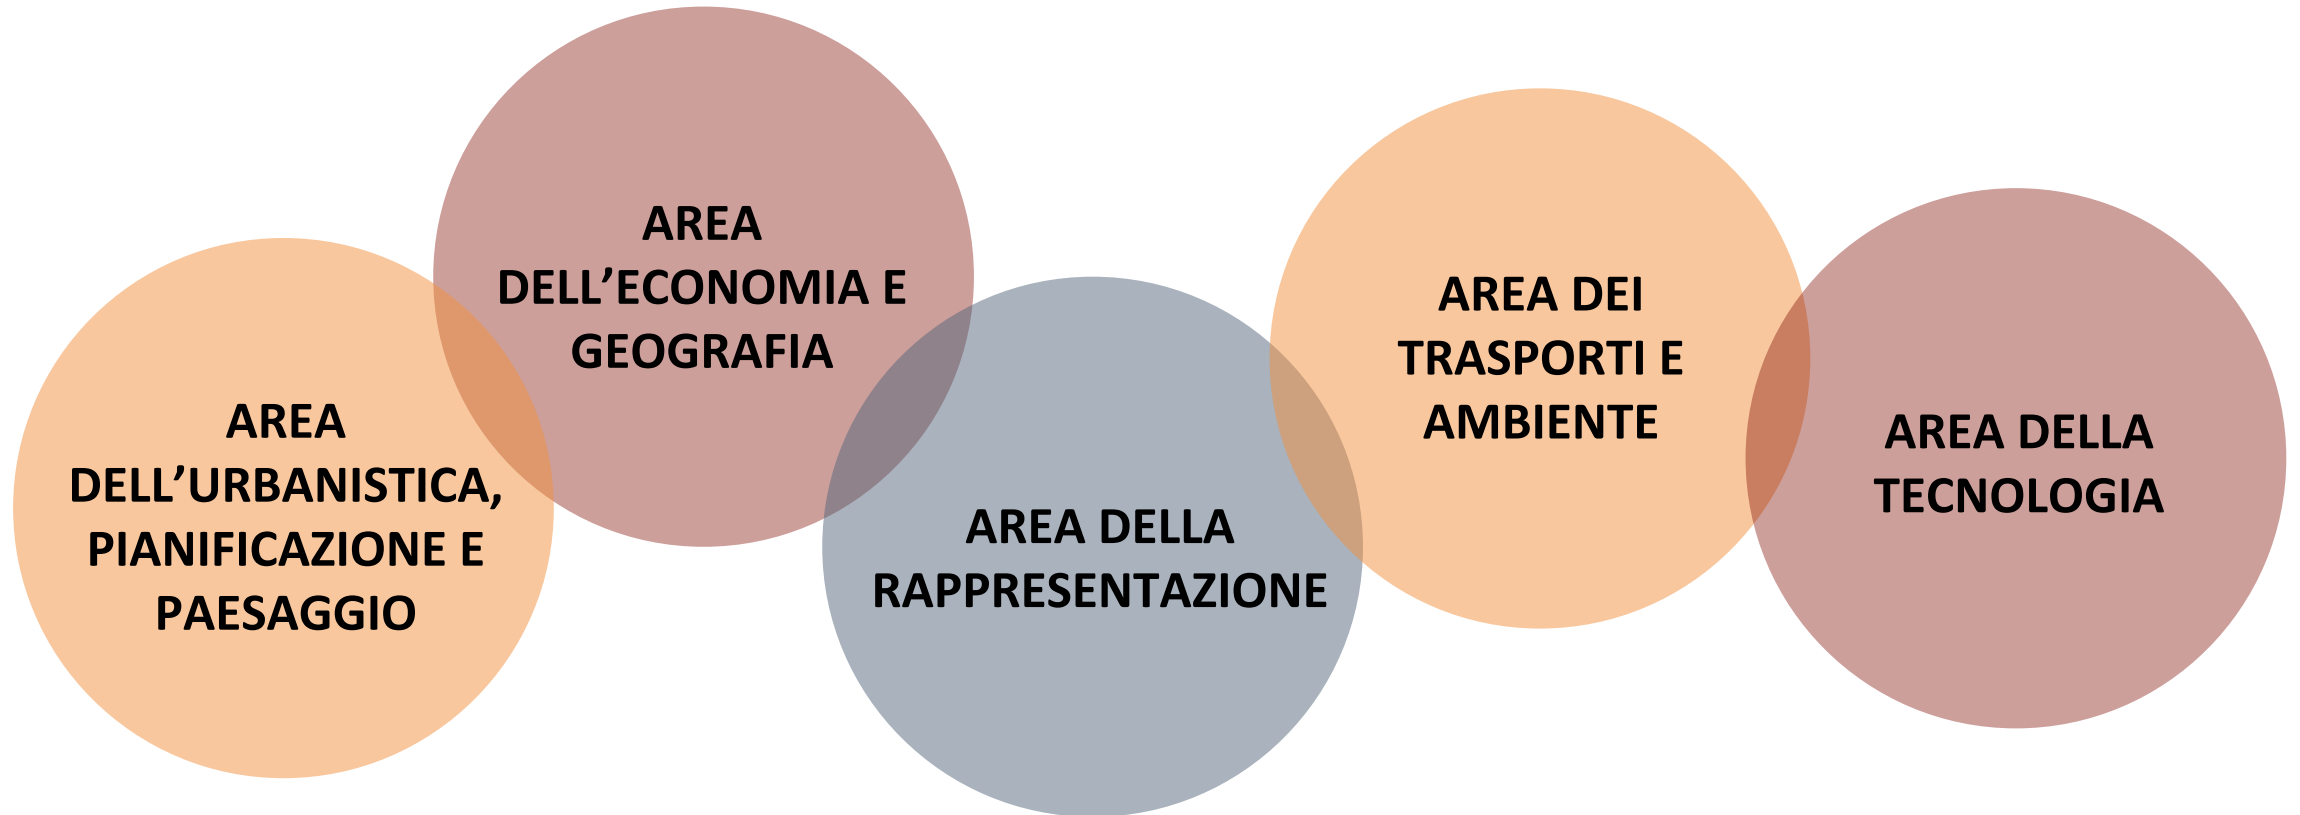 AREA
DELL’URBANISTICA,
PIANIFICAZIONE E
PAESAGGIO
AREA
DELL’ECONOMIA E
GEOGRAFIA
AREA DELLA
RAPPRESENTAZIONE
AREA DEI
TRASPORTI E
AMBIENTE
AREA DELLA
TECNOLOGIA